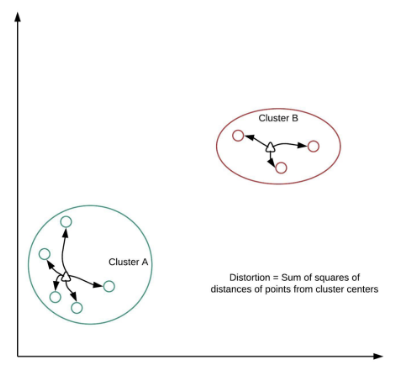 Cluster B
Cluster A
Distortion = Sum of squares of
distances of points from cluster centers